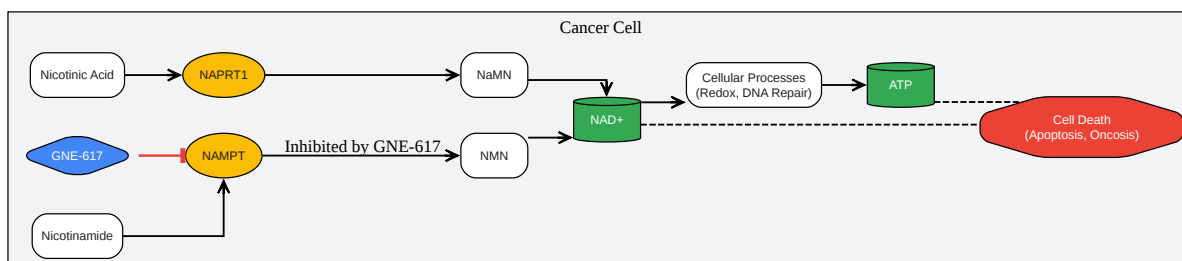 Cancer Cell
Nicotinic Acid
NAPRT1
NaMN
Cellular Processes
(Redox, DNA Repair)
ATP
NAD+
Cell Death
(Apoptosis, Oncosis)
GNE-617
NAMPT
Inhibited by GNE-617
NMN
Nicotinamide